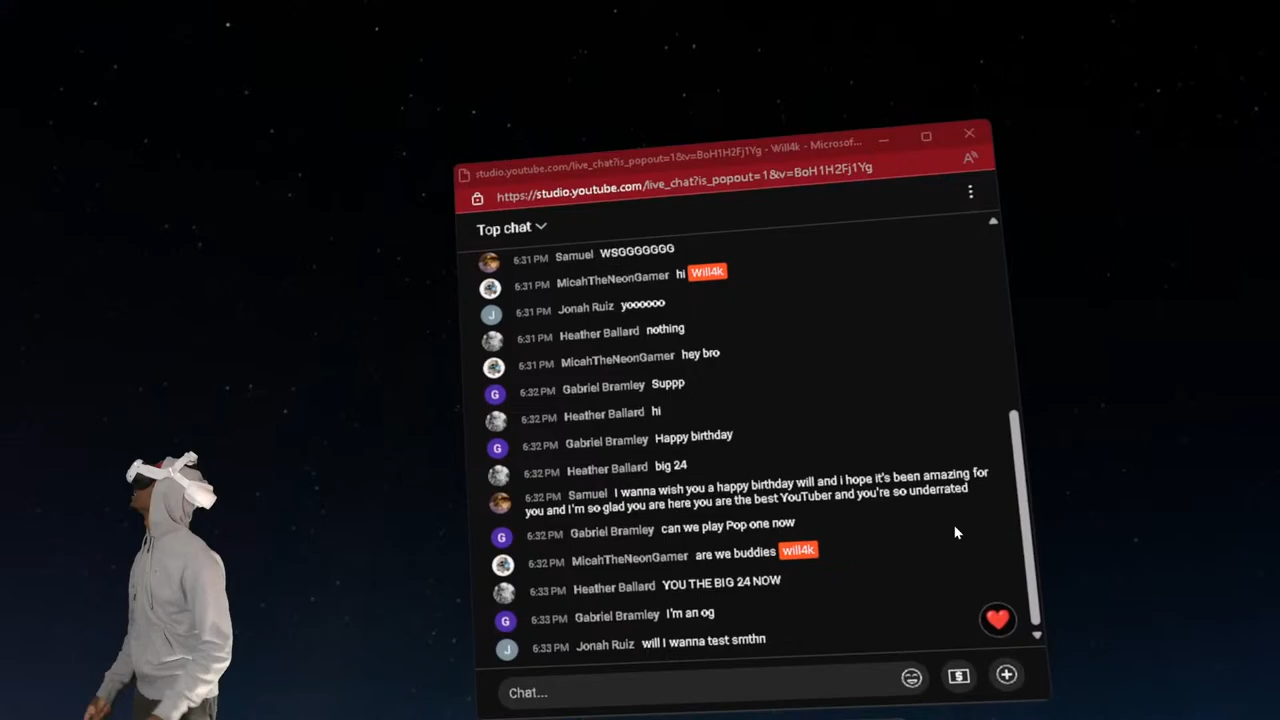 studio.youtube.com/live_chat?is_popout=1&v=BoH1H2Fj1Yg - Will4k - Microsof...
https://studio.youtube.com/live_chat?is_popout=1&v=BoH1H2Fj1Yg
Top chat
6:31 PM Samuel WSGGGGGGG
6:31 PM MicahTheNeonGamer hi Will4k
J 6:31 PM Jonah Ruiz yoooooo
6:31 PM Heather Ballard nothing
6:31 PM MicahTheNeonGamer hey bro
G 6:32 PM Gabriel Bramley Suppp
6:32 PM Heather Ballard hi
G 6:32 PM Gabriel Bramley Happy birthday
6:32 PM Heather Ballard big 24
6:32 PM Samuel I wanna wish you a happy birthday will and i hope it's been amazing for
you and I'm so glad you are here you are the best YouTuber and you're so underrated
G 6:32 PM Gabriel Bramley can we play Pop one now
6:32 PM MicahTheNeonGamer are we buddies will4k
6:33 PM Heather Ballard YOU THE BIG 24 NOW
G 6:33 PM Gabriel Bramley I'm an og
J 6:33 PM Jonah Ruiz will I wanna test smthn
Chat...